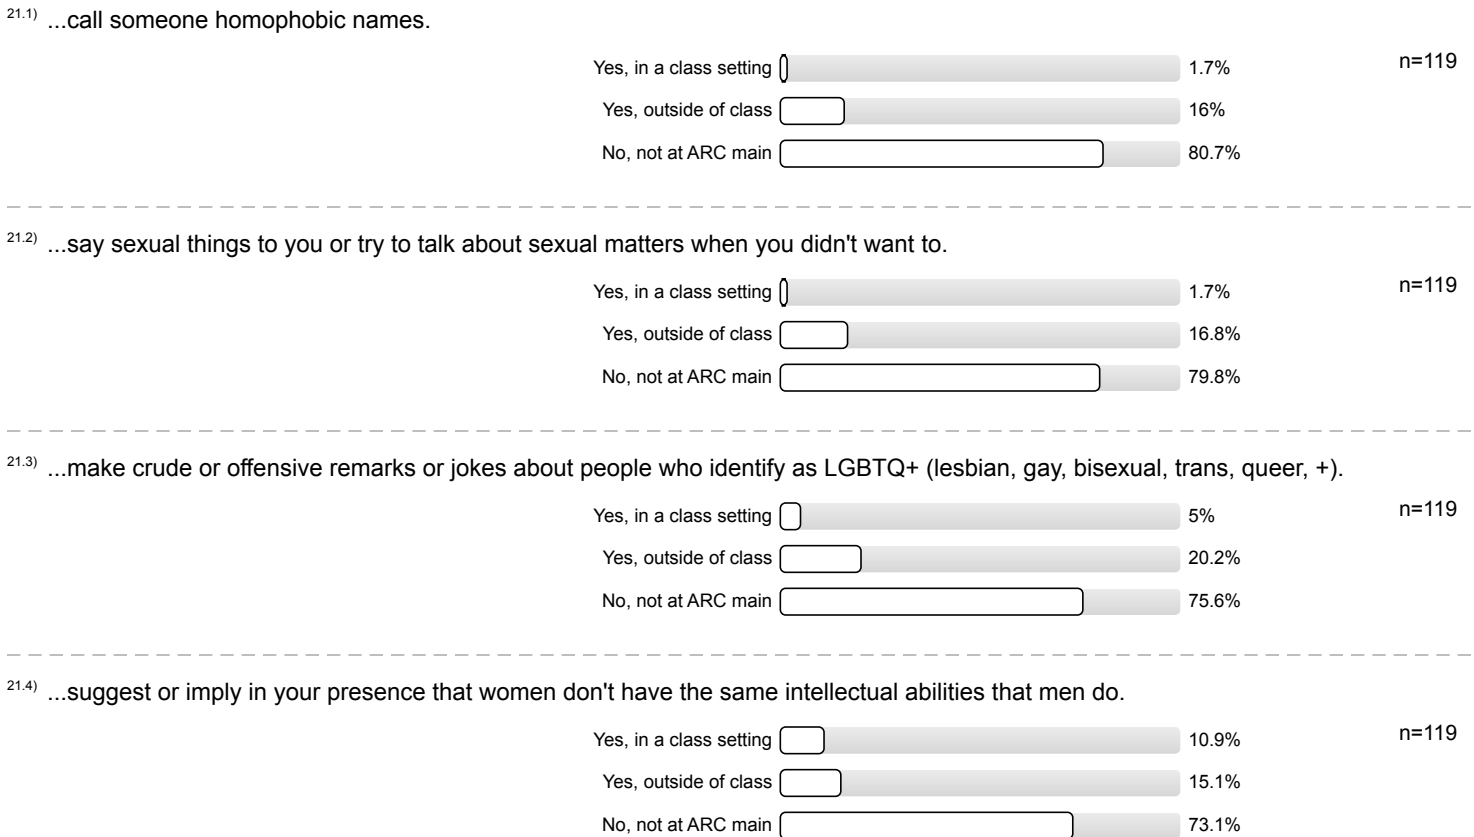 21.1) ...call someone homophobic names.
Yes, in a class setting 1.7% n=119
Yes, outside of class 16%
No, not at ARC main 80.7%
21.2) ...say sexual things to you or try to talk about sexual matters when you didn't want to.
Yes, in a class setting 1.7% n=119
Yes, outside of class 16.8%
No, not at ARC main 79.8%
21.3) ...make crude or offensive remarks or jokes about people who identify as LGBTQ+ (lesbian, gay, bisexual, trans, queer, +).
Yes, in a class setting 5% n=119
Yes, outside of class 20.2%
No, not at ARC main 75.6%
21.4) ...suggest or imply in your presence that women don't have the same intellectual abilities that men do.
Yes, in a class setting 10.9% n=119
Yes, outside of class 15.1%
No, not at ARC main 73.1%